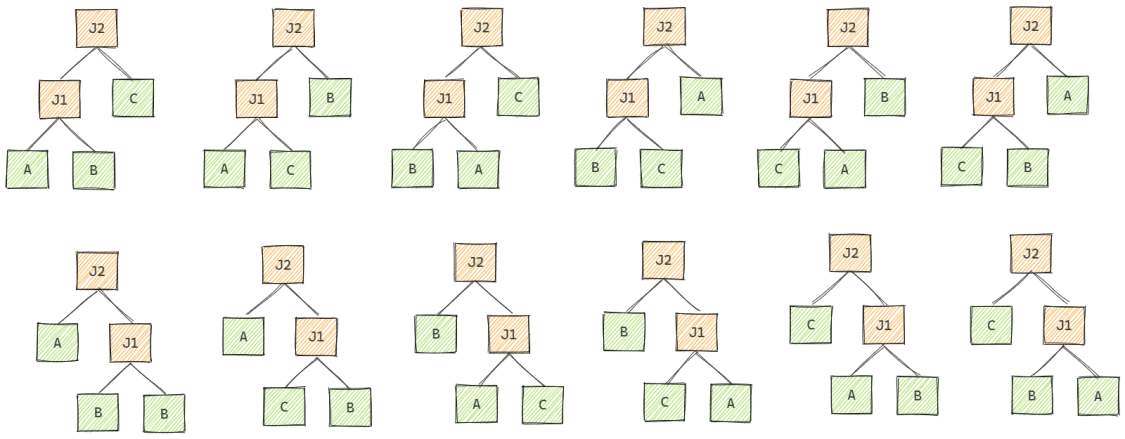 J2 J2 J2 J2 J2 J2
J1 C J1 B J1 C J1 A J1 B J1 A
A B A C B A B C C A C B
J2 J2 J2 J2 J2 J2
A J1 A J1 B J1 B J1 C J1 C J1
B B C B A C C A A B B A